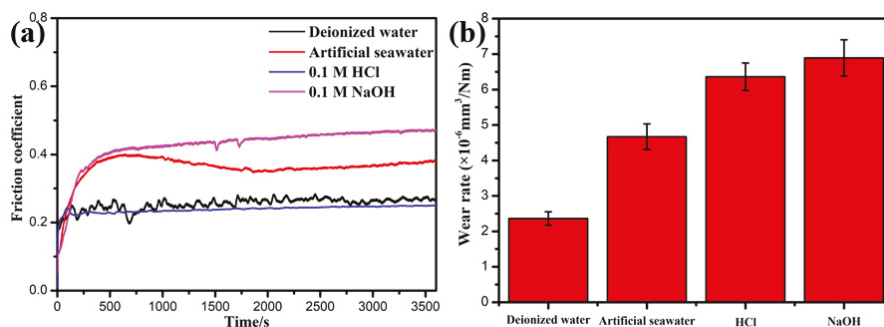 (a)
Deionized water
Artificial seawater
0.1 M HCl
0.1 M NaOH
Friction coefficient
0.8
0.6
0.4
0.2
0.0
0 500 1000 1500 2000 2500 3000 3500
Time/s
(b)
Wear rate (×10⁻⁶ mm³/Nm)
8
7
6
5
4
3
2
1
0
Deionized water Artificial seawater HCl NaOH